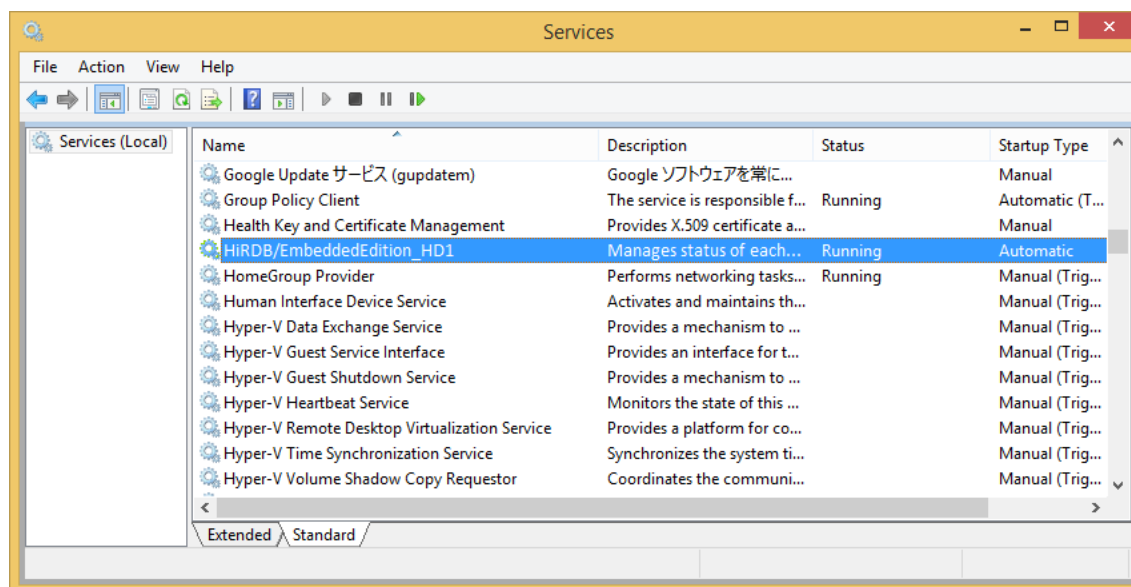 Services
File Action View Help
Services (Local)
Name Description Status Startup Type
Google Update サービス (gupdatem) Google ソフトウェアを常に... Manual
Group Policy Client The service is responsible f... Running Automatic (T...
Health Key and Certificate Management Provides X.509 certificate a... Manual
HiRDB/EmbeddedEdition_HD1 Manages status of each... Running Automatic
HomeGroup Provider Performs networking tasks... Running Manual (Trig...
Human Interface Device Service Activates and maintains th... Manual (Trig...
Hyper-V Data Exchange Service Provides a mechanism to ... Manual (Trig...
Hyper-V Guest Service Interface Provides an interface for t... Manual (Trig...
Hyper-V Guest Shutdown Service Provides a mechanism to ... Manual (Trig...
Hyper-V Heartbeat Service Monitors the state of this ... Manual (Trig...
Hyper-V Remote Desktop Virtualization Service Provides a platform for co... Manual (Trig...
Hyper-V Time Synchronization Service Synchronizes the system ti... Manual (Trig...
Hyper-V Volume Shadow Copy Requestor Coordinates the communi... Manual (Trig...
Extended Standard